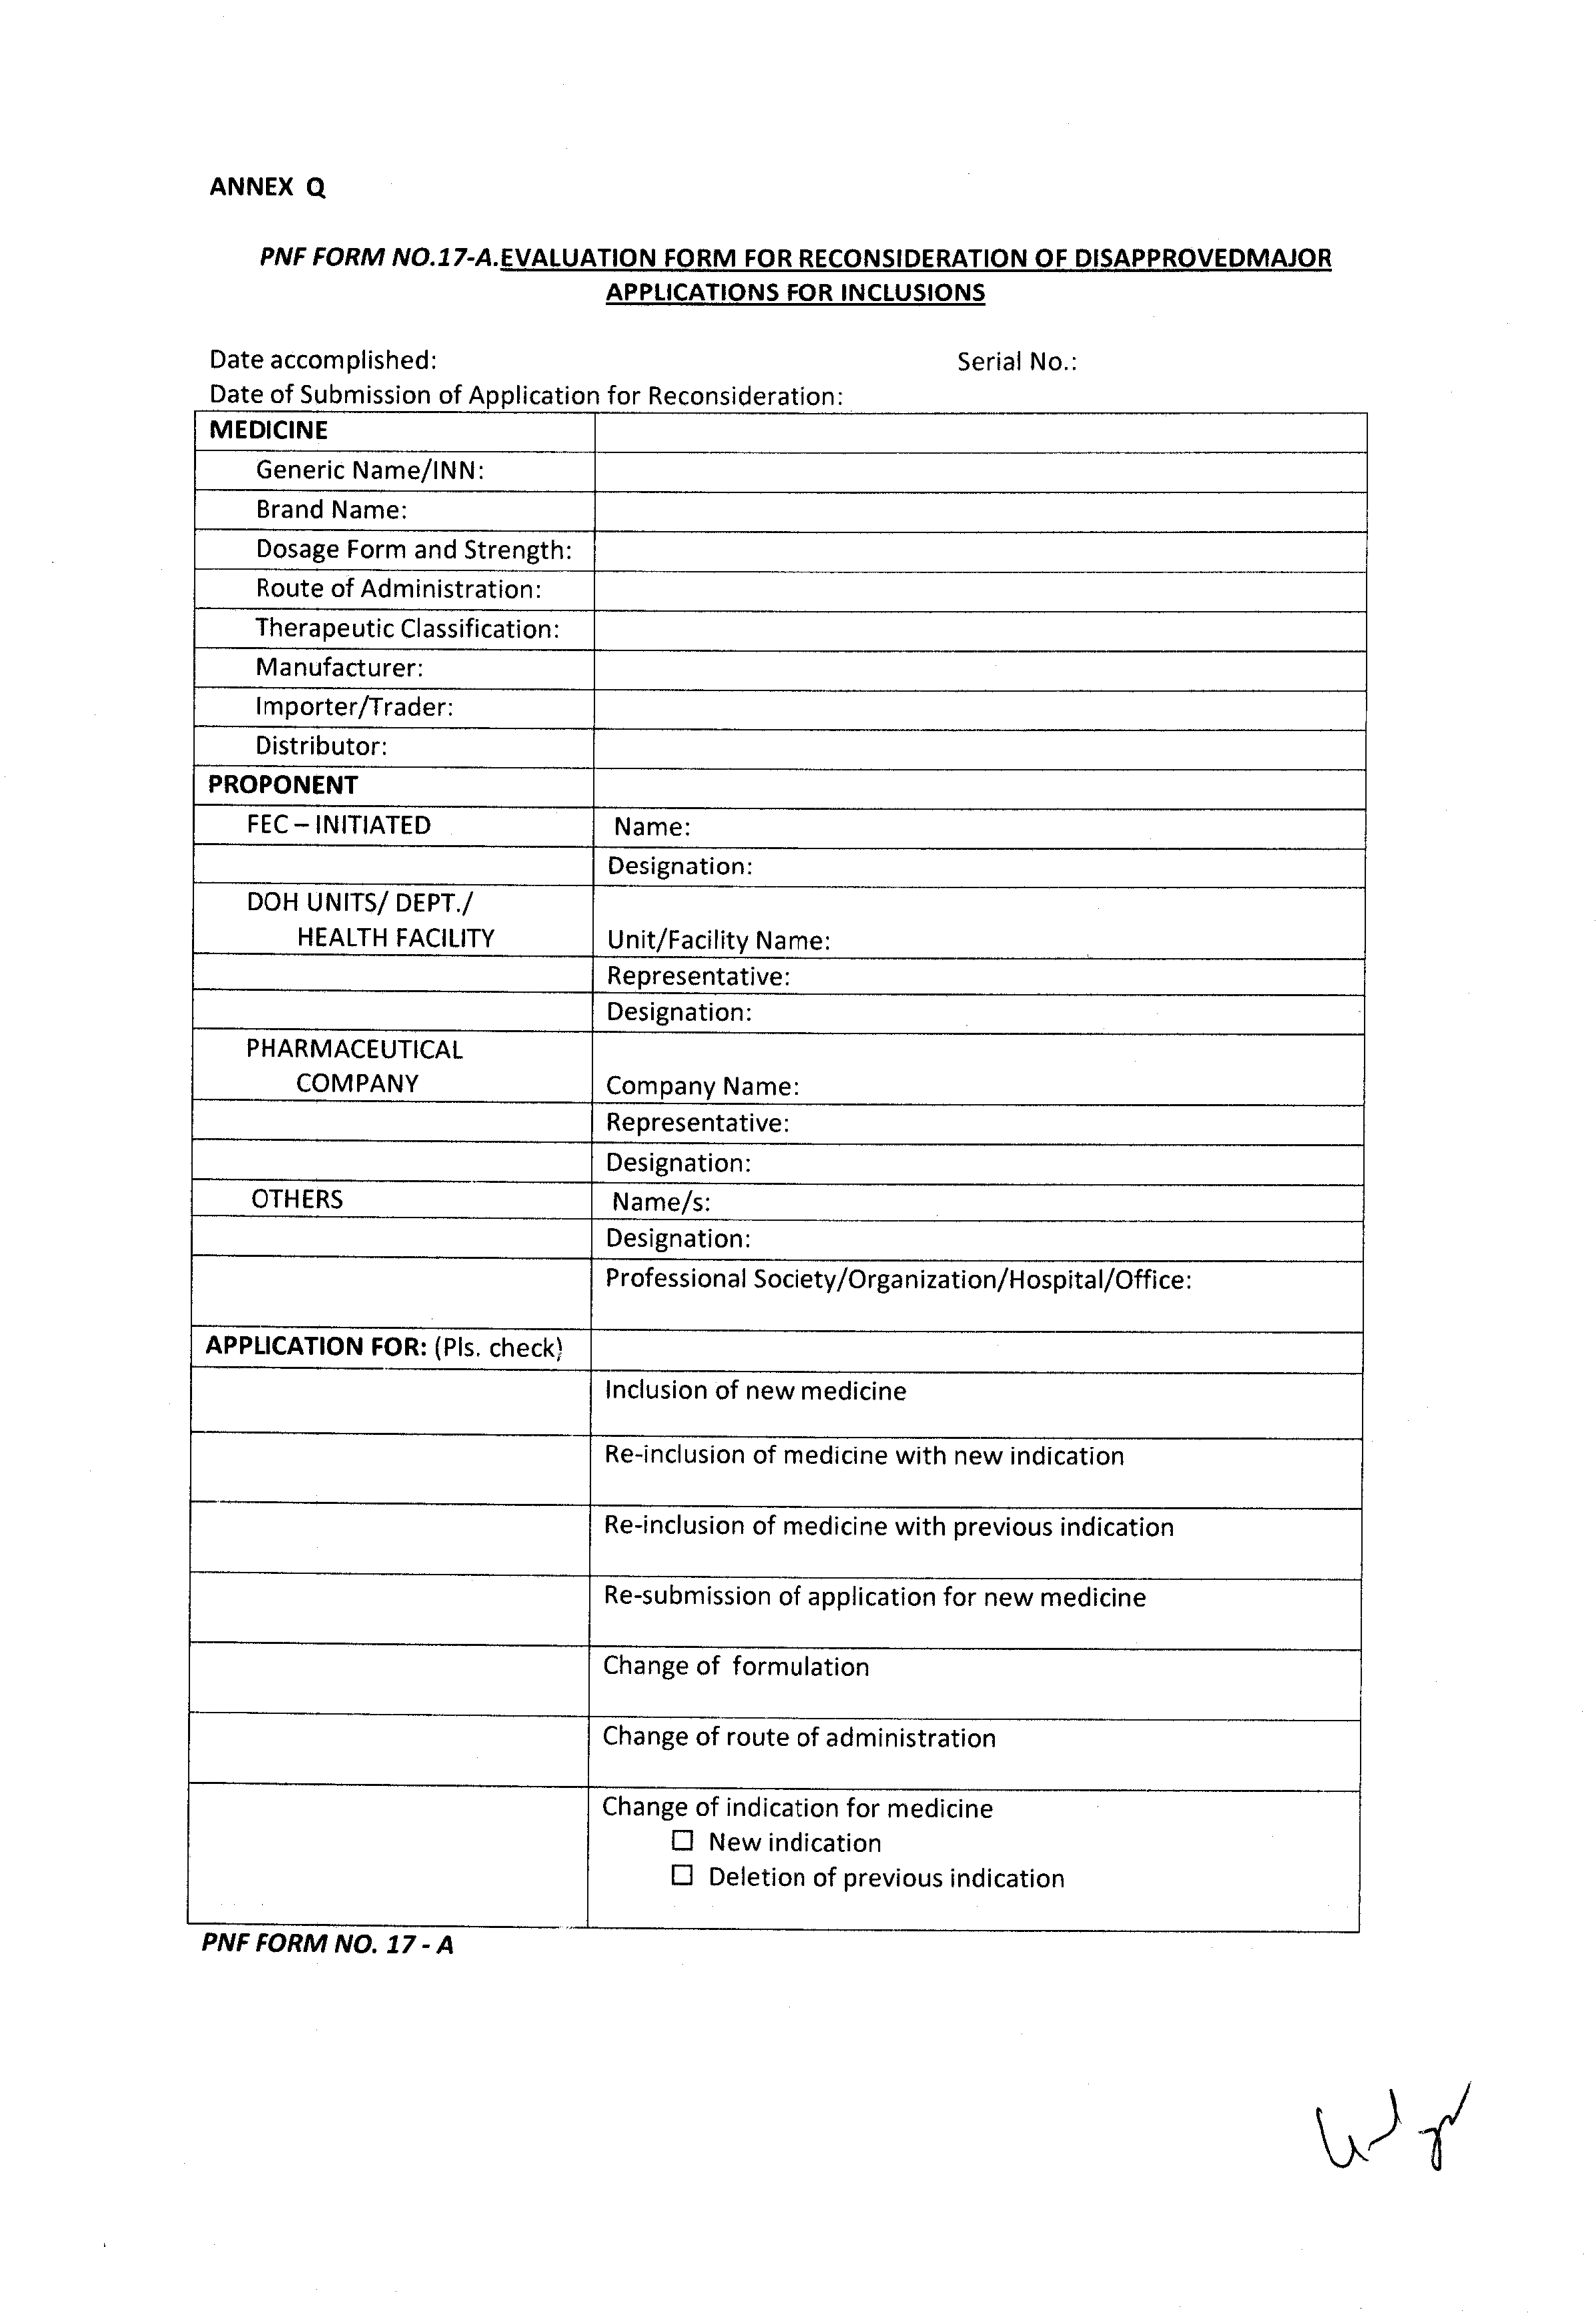 ANNEX Q
PNF FORM NO.17-A.EVALUATION FORM FOR RECONSIDERATION OF DISAPPROVEDMAJOR
APPLICATIONS FOR INCLUSIONS
Date accomplished: Serial No.:
Date of Submission of Application for Reconsideration:
MEDICINE
Generic Name/INN:
Brand Name:
Dosage Form and Strength:
Route of Administration:
Therapeutic Classification:
Manufacturer:
Importer/Trader:
Distributor:
PROPONENT
FEC – INITIATED Name:
Designation:
DOH UNITS/ DEPT./
HEALTH FACILITY Unit/Facility Name:
Representative:
Designation:
PHARMACEUTICAL
COMPANY Company Name:
Representative:
Designation:
OTHERS Name/s:
Designation:
Professional Society/Organization/Hospital/Office:
APPLICATION FOR: (Pls. check)
Inclusion of new medicine
Re-inclusion of medicine with new indication
Re-inclusion of medicine with previous indication
Re-submission of application for new medicine
Change of formulation
Change of route of administration
Change of indication for medicine
☐ New indication
☐ Deletion of previous indication
PNF FORM NO. 17 - A